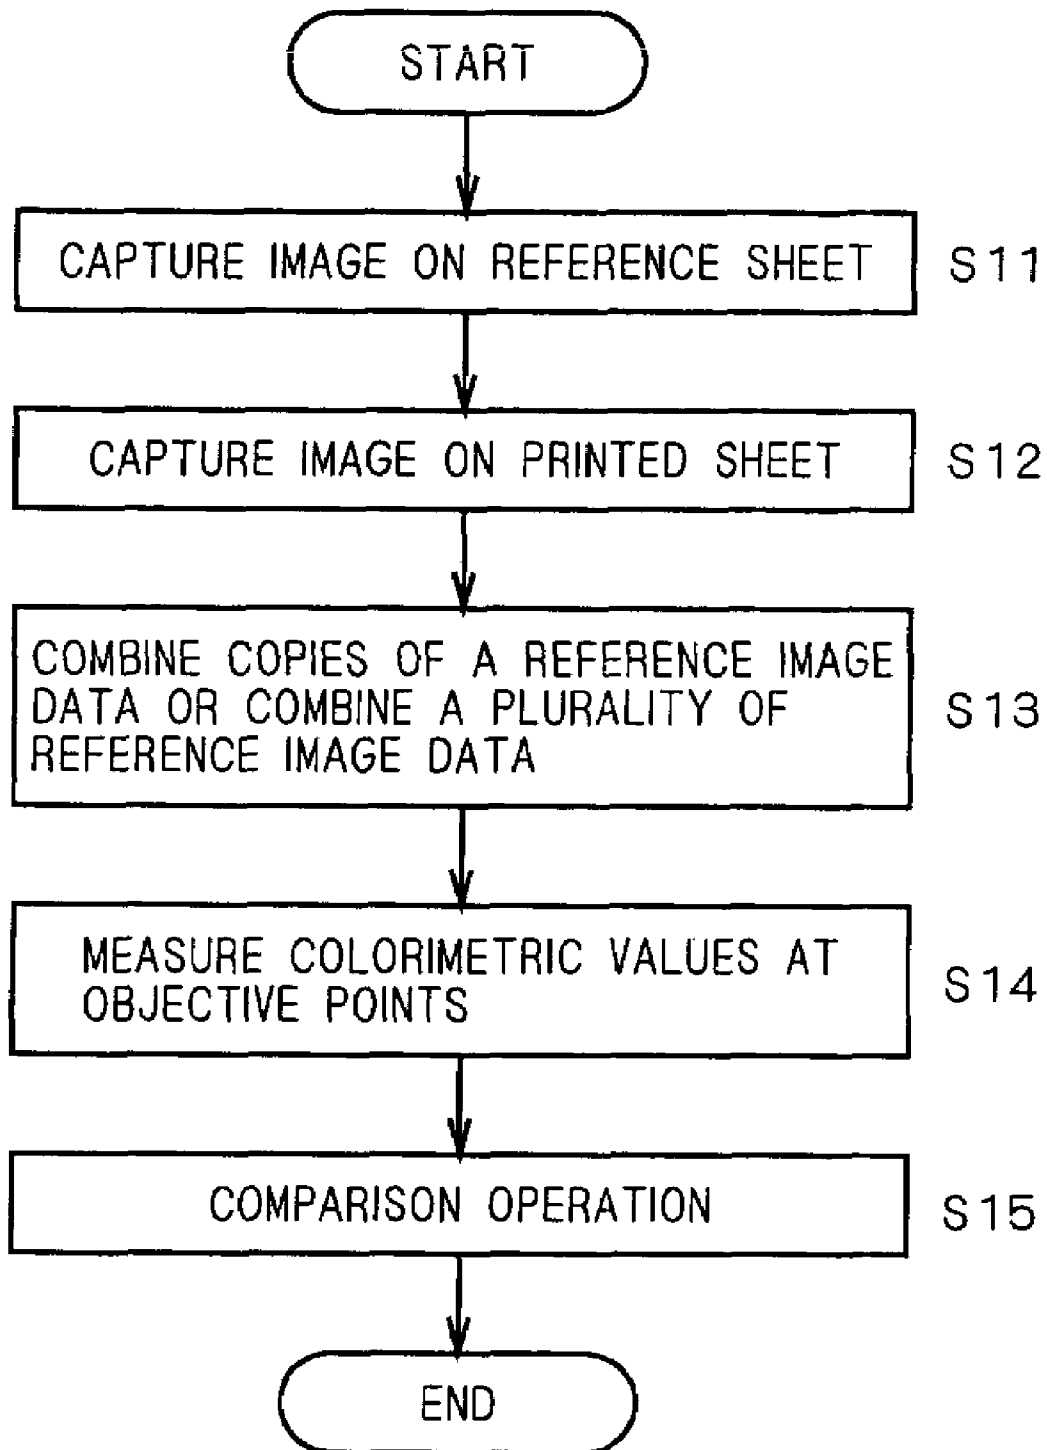 START
CAPTURE IMAGE ON REFERENCE SHEET S11
CAPTURE IMAGE ON PRINTED SHEET S12
COMBINE COPIES OF A REFERENCE IMAGE
DATA OR COMBINE A PLURALITY OF S13
REFERENCE IMAGE DATA
MEASURE COLORIMETRIC VALUES AT
OBJECTIVE POINTS S14
COMPARISON OPERATION S15
END